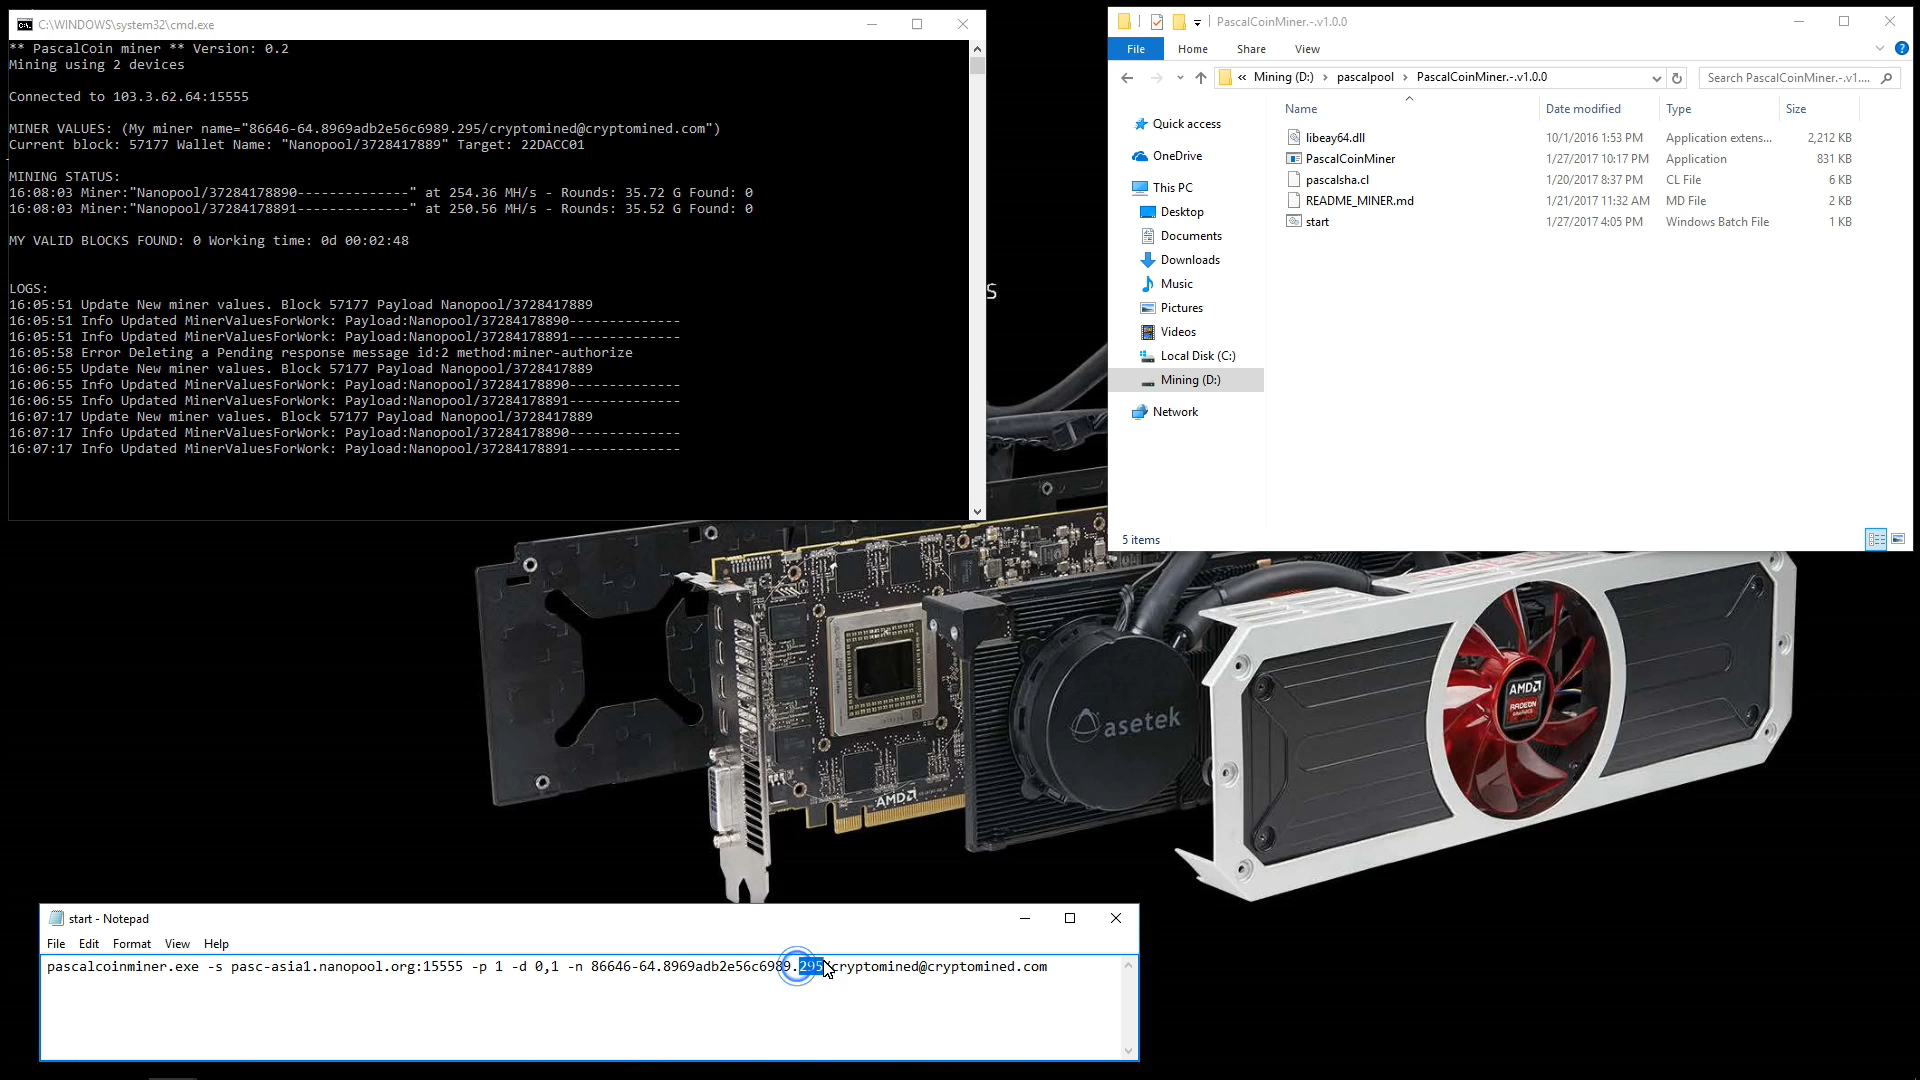 C:\WINDOWS\system32\cmd.exe
** PascalCoin miner ** Version: 0.2
Mining using 2 devices
Connected to 103.3.62.64:15555
MINER VALUES: (My miner name="86646-64.8969adb2e56c6989.295/cryptomined@cryptomined.com")
Current block: 57177 Wallet Name: "Nanopool/3728417889" Target: 22DACC01
MINING STATUS:
16:08:03 Miner:"Nanopool/37284178890--------------" at 254.36 MH/s - Rounds: 35.72 G Found: 0
16:08:03 Miner:"Nanopool/37284178891--------------" at 250.56 MH/s - Rounds: 35.52 G Found: 0
MY VALID BLOCKS FOUND: 0 Working time: 0d 00:02:48
LOGS:
16:05:51 Update New miner values. Block 57177 Payload Nanopool/3728417889
16:05:51 Info Updated MinerValuesForWork: Payload:Nanopool/37284178890--------------
16:05:51 Info Updated MinerValuesForWork: Payload:Nanopool/37284178891--------------
16:05:58 Error Deleting a Pending response message id:2 method:miner-authorize
16:06:55 Update New miner values. Block 57177 Payload Nanopool/3728417889
16:06:55 Info Updated MinerValuesForWork: Payload:Nanopool/37284178890--------------
16:06:55 Info Updated MinerValuesForWork: Payload:Nanopool/37284178891--------------
16:07:17 Update New miner values. Block 57177 Payload Nanopool/3728417889
16:07:17 Info Updated MinerValuesForWork: Payload:Nanopool/37284178890--------------
16:07:17 Info Updated MinerValuesForWork: Payload:Nanopool/37284178891--------------
S
PascalCoinMiner.-.v1.0.0
File Home Share View
« Mining (D:) › pascalpool › PascalCoinMiner.-.v1.0.0
Search PascalCoinMiner.-.v1....
Quick access
OneDrive
This PC
Desktop
Documents
Downloads
Music
Pictures
Videos
Local Disk (C:)
Mining (D:)
Network
Name Date modified Type Size
libeay64.dll 10/1/2016 1:53 PM Application extens... 2,212 KB
PascalCoinMiner 1/27/2017 10:17 PM Application 831 KB
pascalsha.cl 1/20/2017 8:37 PM CL File 6 KB
README_MINER.md 1/21/2017 11:32 AM MD File 2 KB
start 1/27/2017 4:05 PM Windows Batch File 1 KB
5 items
AMD
asetek
AMD
RADEON
start - Notepad
File Edit Format View Help
pascalcoinminer.exe -s pasc-asia1.nanopool.org:15555 -p 1 -d 0,1 -n 86646-64.8969adb2e56c6989.295/cryptomined@cryptomined.com